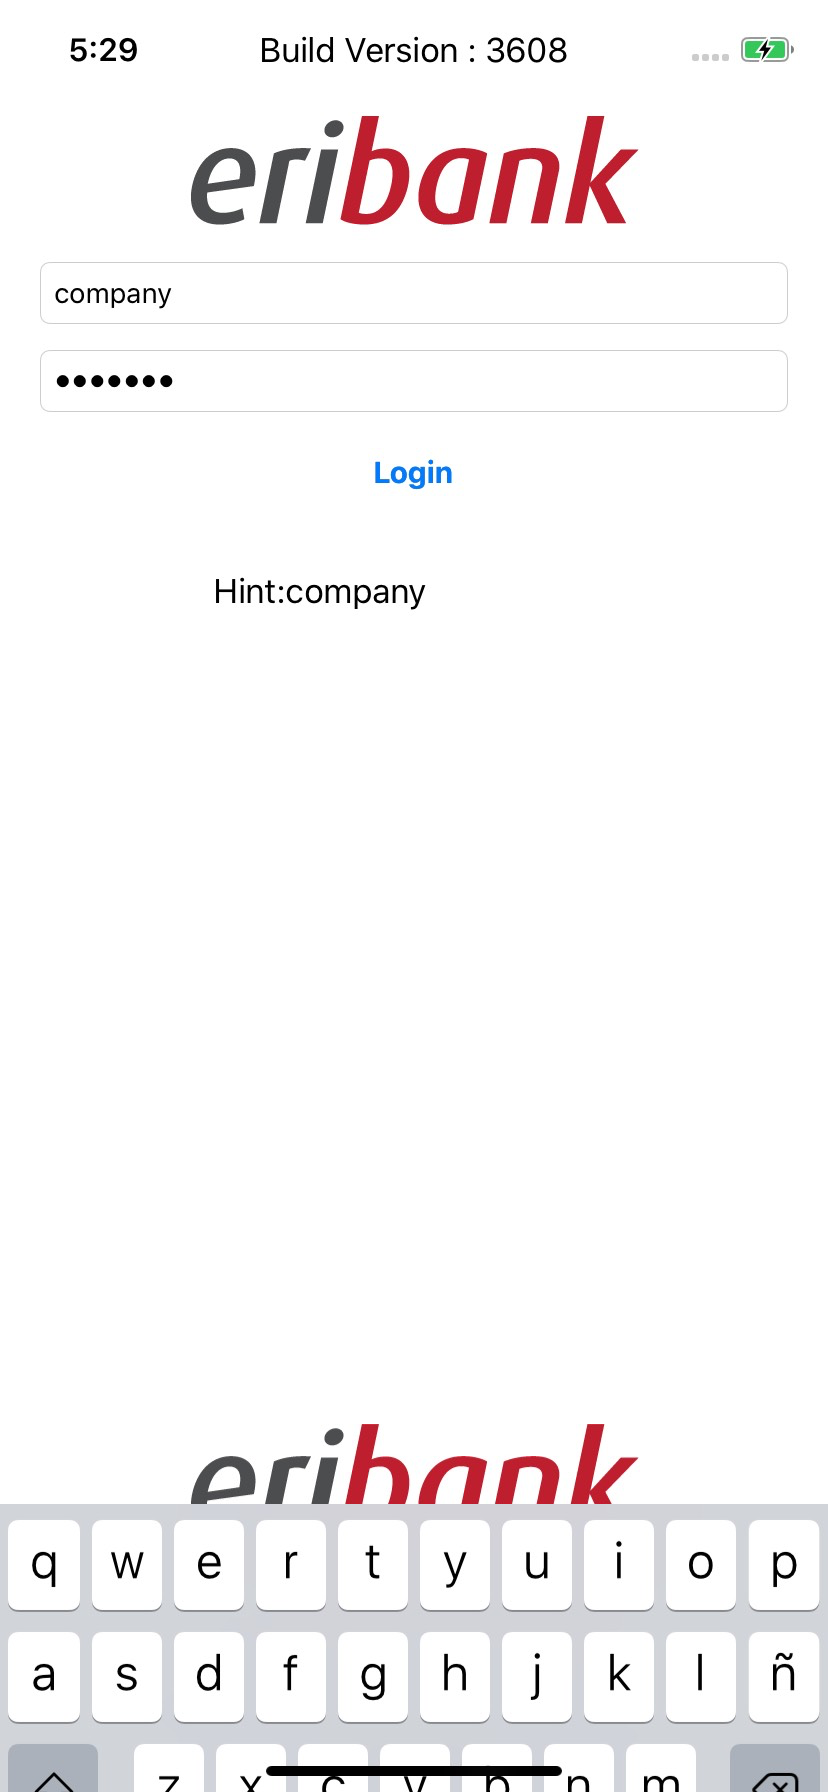 5:29 Build Version : 3608
eribank
company
•••••••
Login
Hint:company
eribank
q w e r t y u i o p
a s d f g h j k l ñ
z x c v b n m